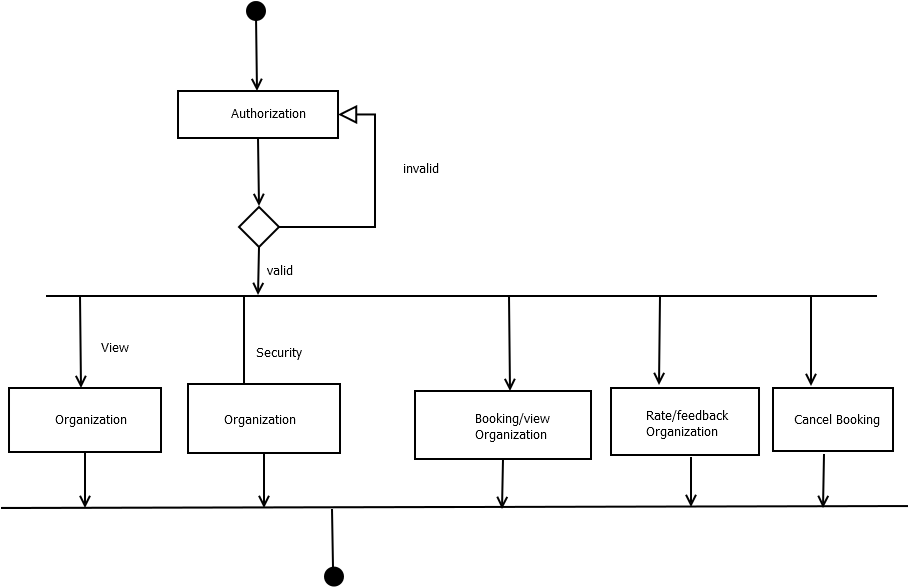 Authorization
invalid
valid
View
Security
Organization
Organization
Booking/view
Organization
Rate/feedback
Organization
Cancel Booking